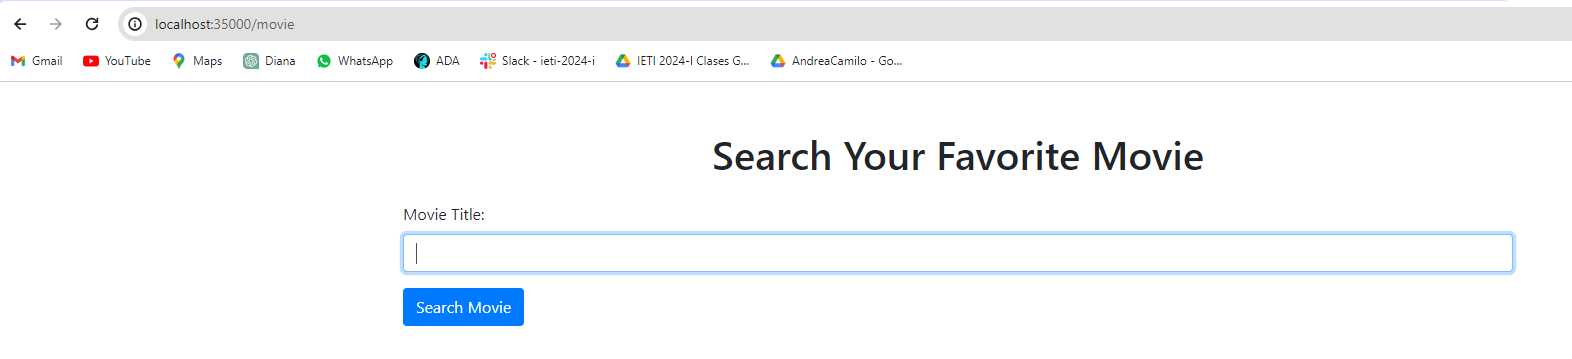 localhost:35000/movie
Gmail YouTube Maps Diana WhatsApp ADA Slack - ieti-2024-i IETI 2024-I Clases G... AndreaCamilo - Go...
Search Your Favorite Movie
Movie Title:
Search Movie